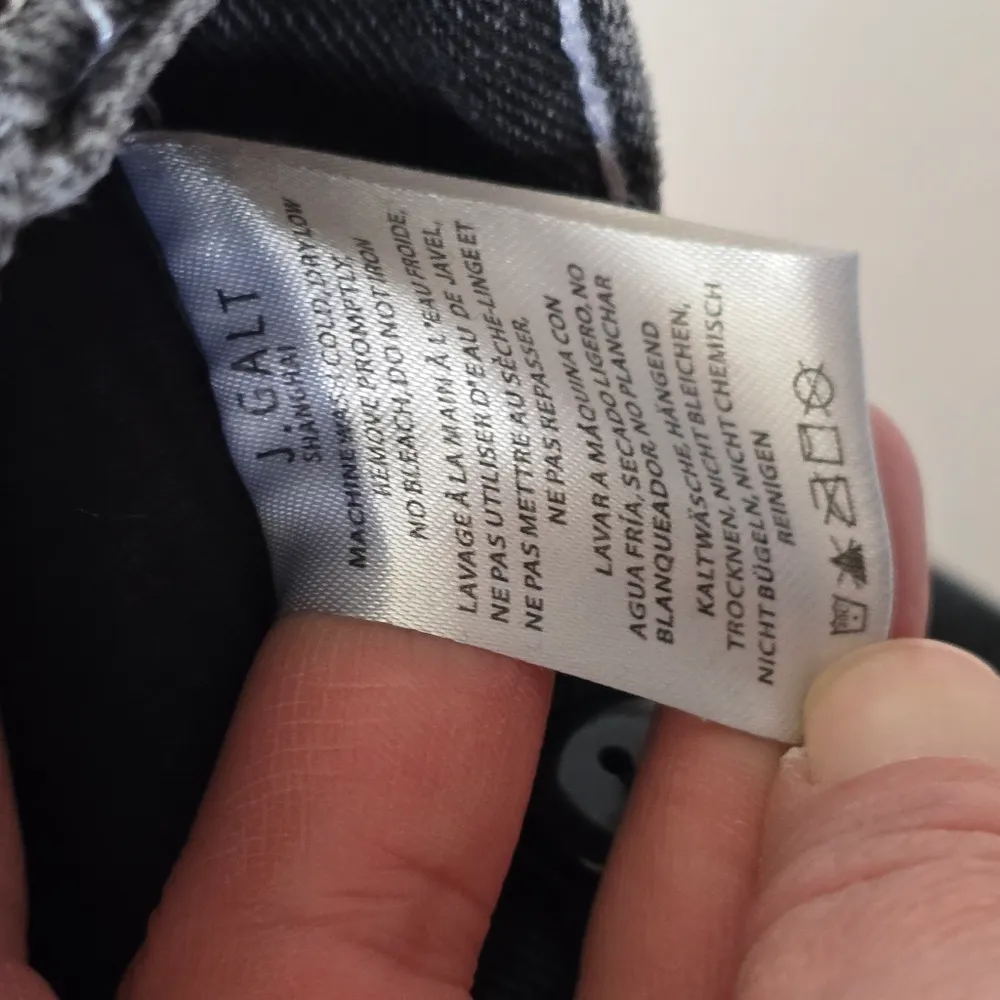 J. GALT
SHANGHAI
MACHINE WASH COLD, DRY LOW
REMOVE PROMPTLY,
NO BLEACH, DO NOT IRON
LAVAGE À LA MAIN À L'EAU FROIDE,
NE PAS UTILISER D'EAU DE JAVEL,
NE PAS METTRE AU SÈCHE-LINGE ET
NE PAS REPASSER.
LAVAR A MÁQUINA CON
AGUA FRÍA, SECADO LIGERO, NO
BLANQUEADOR, NO PLANCHAR
KALTWÄSCHE, HÄNGEND
TROCKNEN, NICHT BLEICHEN,
NICHT BÜGELN, NICHT CHEMISCH
REINIGEN